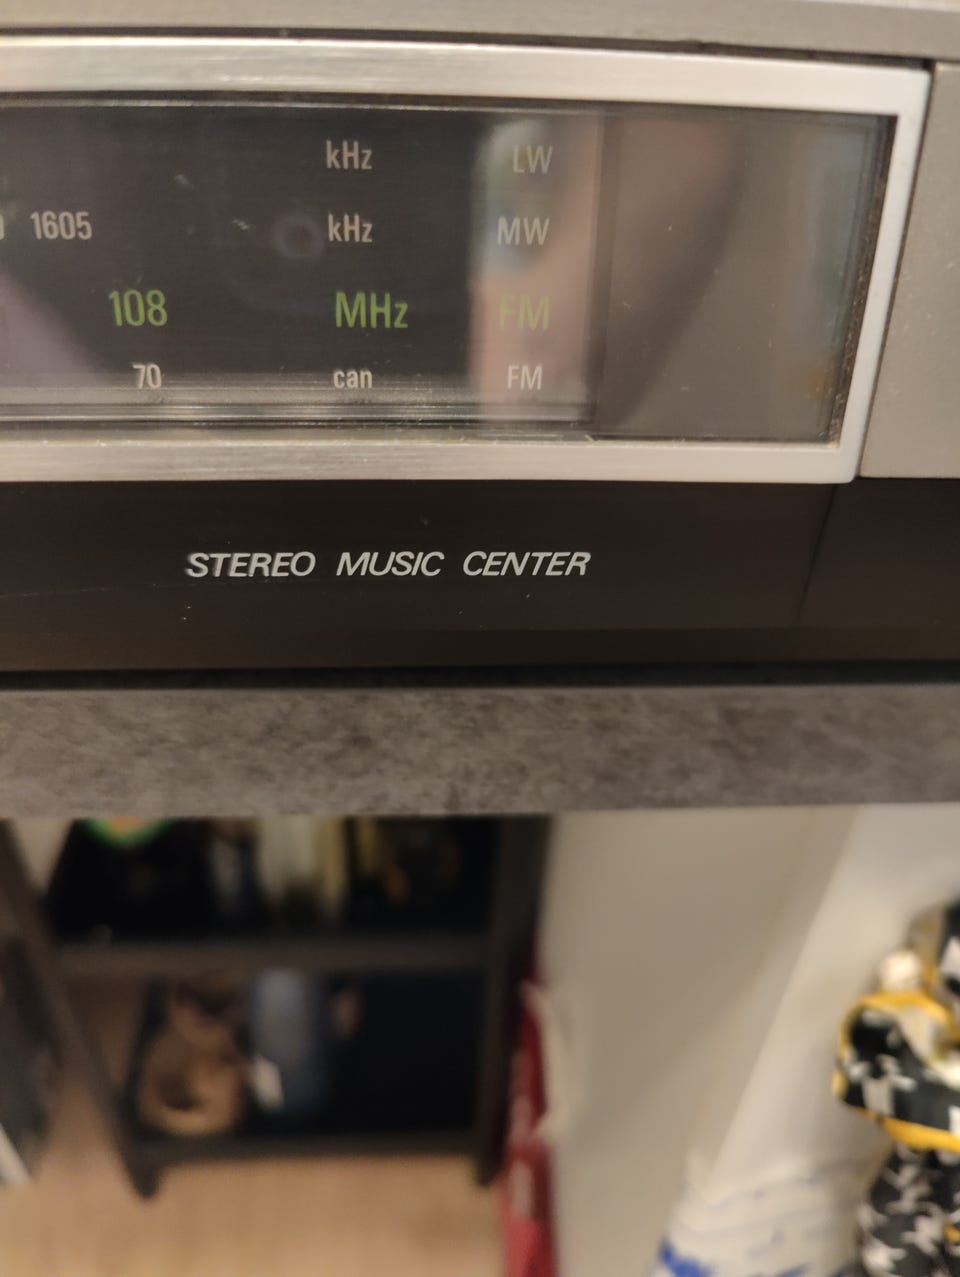 kHz LW
1605 kHz MW
108 MHz FM
70 can FM
STEREO MUSIC CENTER